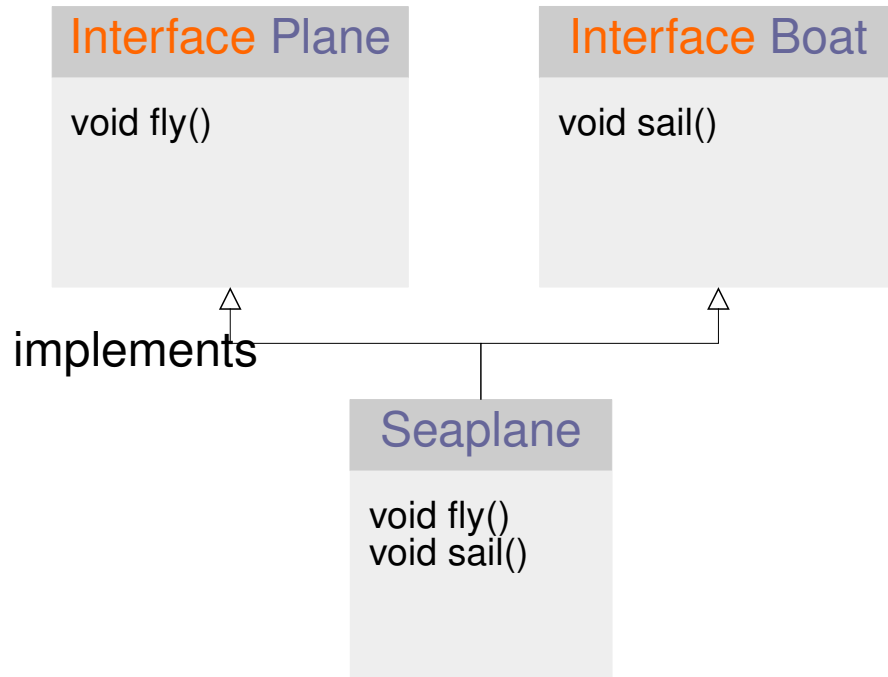 Interface Plane
void fly()
Interface Boat
void sail()
implements
Seaplane
void fly()
void sail()